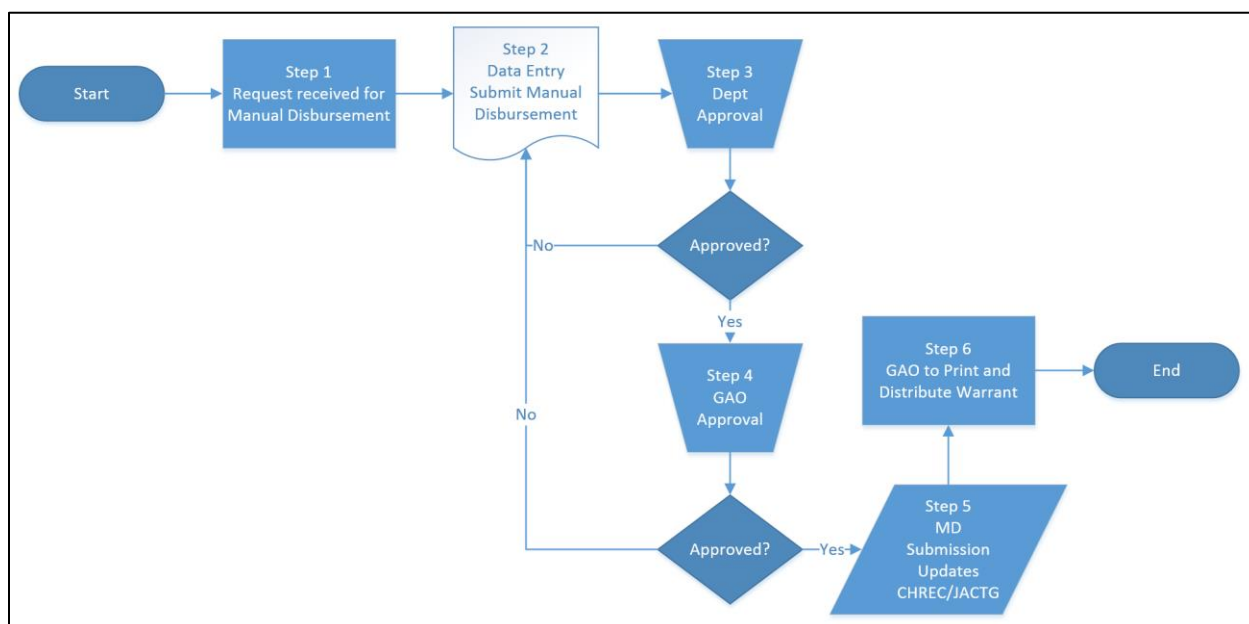 Start
Step 1
Request received for
Manual Disbursement
Step 2
Data Entry
Submit Manual
Disbursement
Step 3
Dept
Approval
Approved?
No
Yes
Step 4
GAO
Approval
No
Approved?
Yes
Step 5
MD
Submission
Updates
CHREC/JACTG
Step 6
GAO to Print and
Distribute Warrant
End